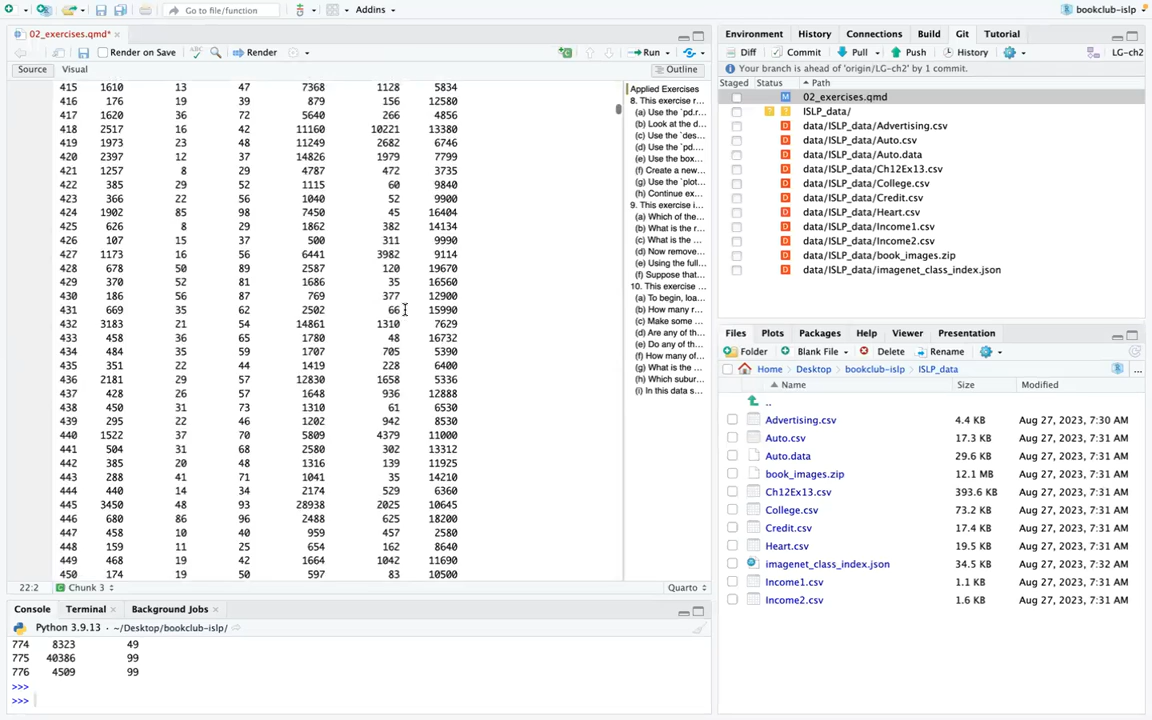 Go to file/function
Addins
bookclub-islp
02_exercises.qmd*
Render on Save
Render
Run
Source
Visual
Outline
415 1610 13 47 7368 1128 5834
416 176 19 39 879 156 12580
417 1620 36 72 5640 266 4856
418 2517 16 42 11160 10221 13380
419 1973 23 48 11249 2682 6746
420 2397 12 37 14826 1979 7799
421 1257 8 29 4787 472 3735
422 385 29 52 1115 60 9840
423 366 22 56 1040 52 9900
424 1902 85 98 7450 45 16404
425 626 8 29 1862 382 14134
426 107 15 37 500 311 9990
427 1173 16 56 6441 3982 9114
428 678 50 89 2587 120 19670
429 370 52 81 1686 35 16560
430 186 56 87 769 377 12900
431 669 35 62 2502 66 15990
432 3183 21 54 14861 1310 7629
433 458 36 65 1780 48 16732
434 484 35 59 1707 705 5390
435 351 22 44 1419 228 6400
436 2181 29 57 12830 1658 5336
437 428 26 57 1648 936 12888
438 450 31 73 1310 61 6530
439 295 22 46 1202 942 8530
440 1522 37 70 5809 4379 11000
441 504 31 68 2580 302 13312
442 385 20 48 1316 139 11925
443 288 41 71 1041 35 14210
444 440 14 34 2174 529 6360
445 3450 48 93 28938 2025 10645
446 680 86 96 2488 625 18200
447 458 10 40 959 457 2580
448 159 11 25 654 162 8640
449 468 19 42 1664 1042 11690
450 174 19 50 597 83 10500
Applied Exercises
8. This exercise r...
(a) Use the `pd.r...
(b) Look at the d...
(c) Use the `des...
(d) Use the `pd....
(e) Use the box...
(f) Create a new...
(g) Use the `plot...
(h) Continue ex...
9. This exercise i...
(a) Which of the...
(b) What is the r...
(c) What is the ...
(d) Now remove...
(e) Using the full...
(f) Suppose that...
10. This exercise ...
(a) To begin, loa...
(b) How many r...
(c) Make some ...
(d) Are any of th...
(e) Do any of th...
(f) How many of...
(g) What is the ...
(h) Which subur...
(i) In this data s...
22:2
Chunk 3
Quarto
Console
Terminal
Background Jobs
Python 3.9.13 · ~/Desktop/bookclub-islp/
774 8323 49
775 40386 99
776 4509 99
>>>
>>>
Environment History Connections Build Git Tutorial
Diff Commit Pull Push History LG-ch2
Your branch is ahead of 'origin/LG-ch2' by 1 commit.
Staged Status Path
M 02_exercises.qmd
? ? ISLP_data/
D data/ISLP_data/Advertising.csv
D data/ISLP_data/Auto.csv
D data/ISLP_data/Auto.data
D data/ISLP_data/Ch12Ex13.csv
D data/ISLP_data/College.csv
D data/ISLP_data/Credit.csv
D data/ISLP_data/Heart.csv
D data/ISLP_data/Income1.csv
D data/ISLP_data/Income2.csv
D data/ISLP_data/book_images.zip
D data/ISLP_data/imagenet_class_index.json
Files Plots Packages Help Viewer Presentation
Folder Blank File Delete Rename
Home Desktop bookclub-islp ISLP_data ...
Name Size Modified
..
Advertising.csv 4.4 KB Aug 27, 2023, 7:30 AM
Auto.csv 17.3 KB Aug 27, 2023, 7:31 AM
Auto.data 29.6 KB Aug 27, 2023, 7:31 AM
book_images.zip 12.1 MB Aug 27, 2023, 7:31 AM
Ch12Ex13.csv 393.6 KB Aug 27, 2023, 7:31 AM
College.csv 73.2 KB Aug 27, 2023, 7:31 AM
Credit.csv 17.4 KB Aug 27, 2023, 7:31 AM
Heart.csv 19.5 KB Aug 27, 2023, 7:31 AM
imagenet_class_index.json 34.5 KB Aug 27, 2023, 7:32 AM
Income1.csv 1.1 KB Aug 27, 2023, 7:31 AM
Income2.csv 1.6 KB Aug 27, 2023, 7:31 AM